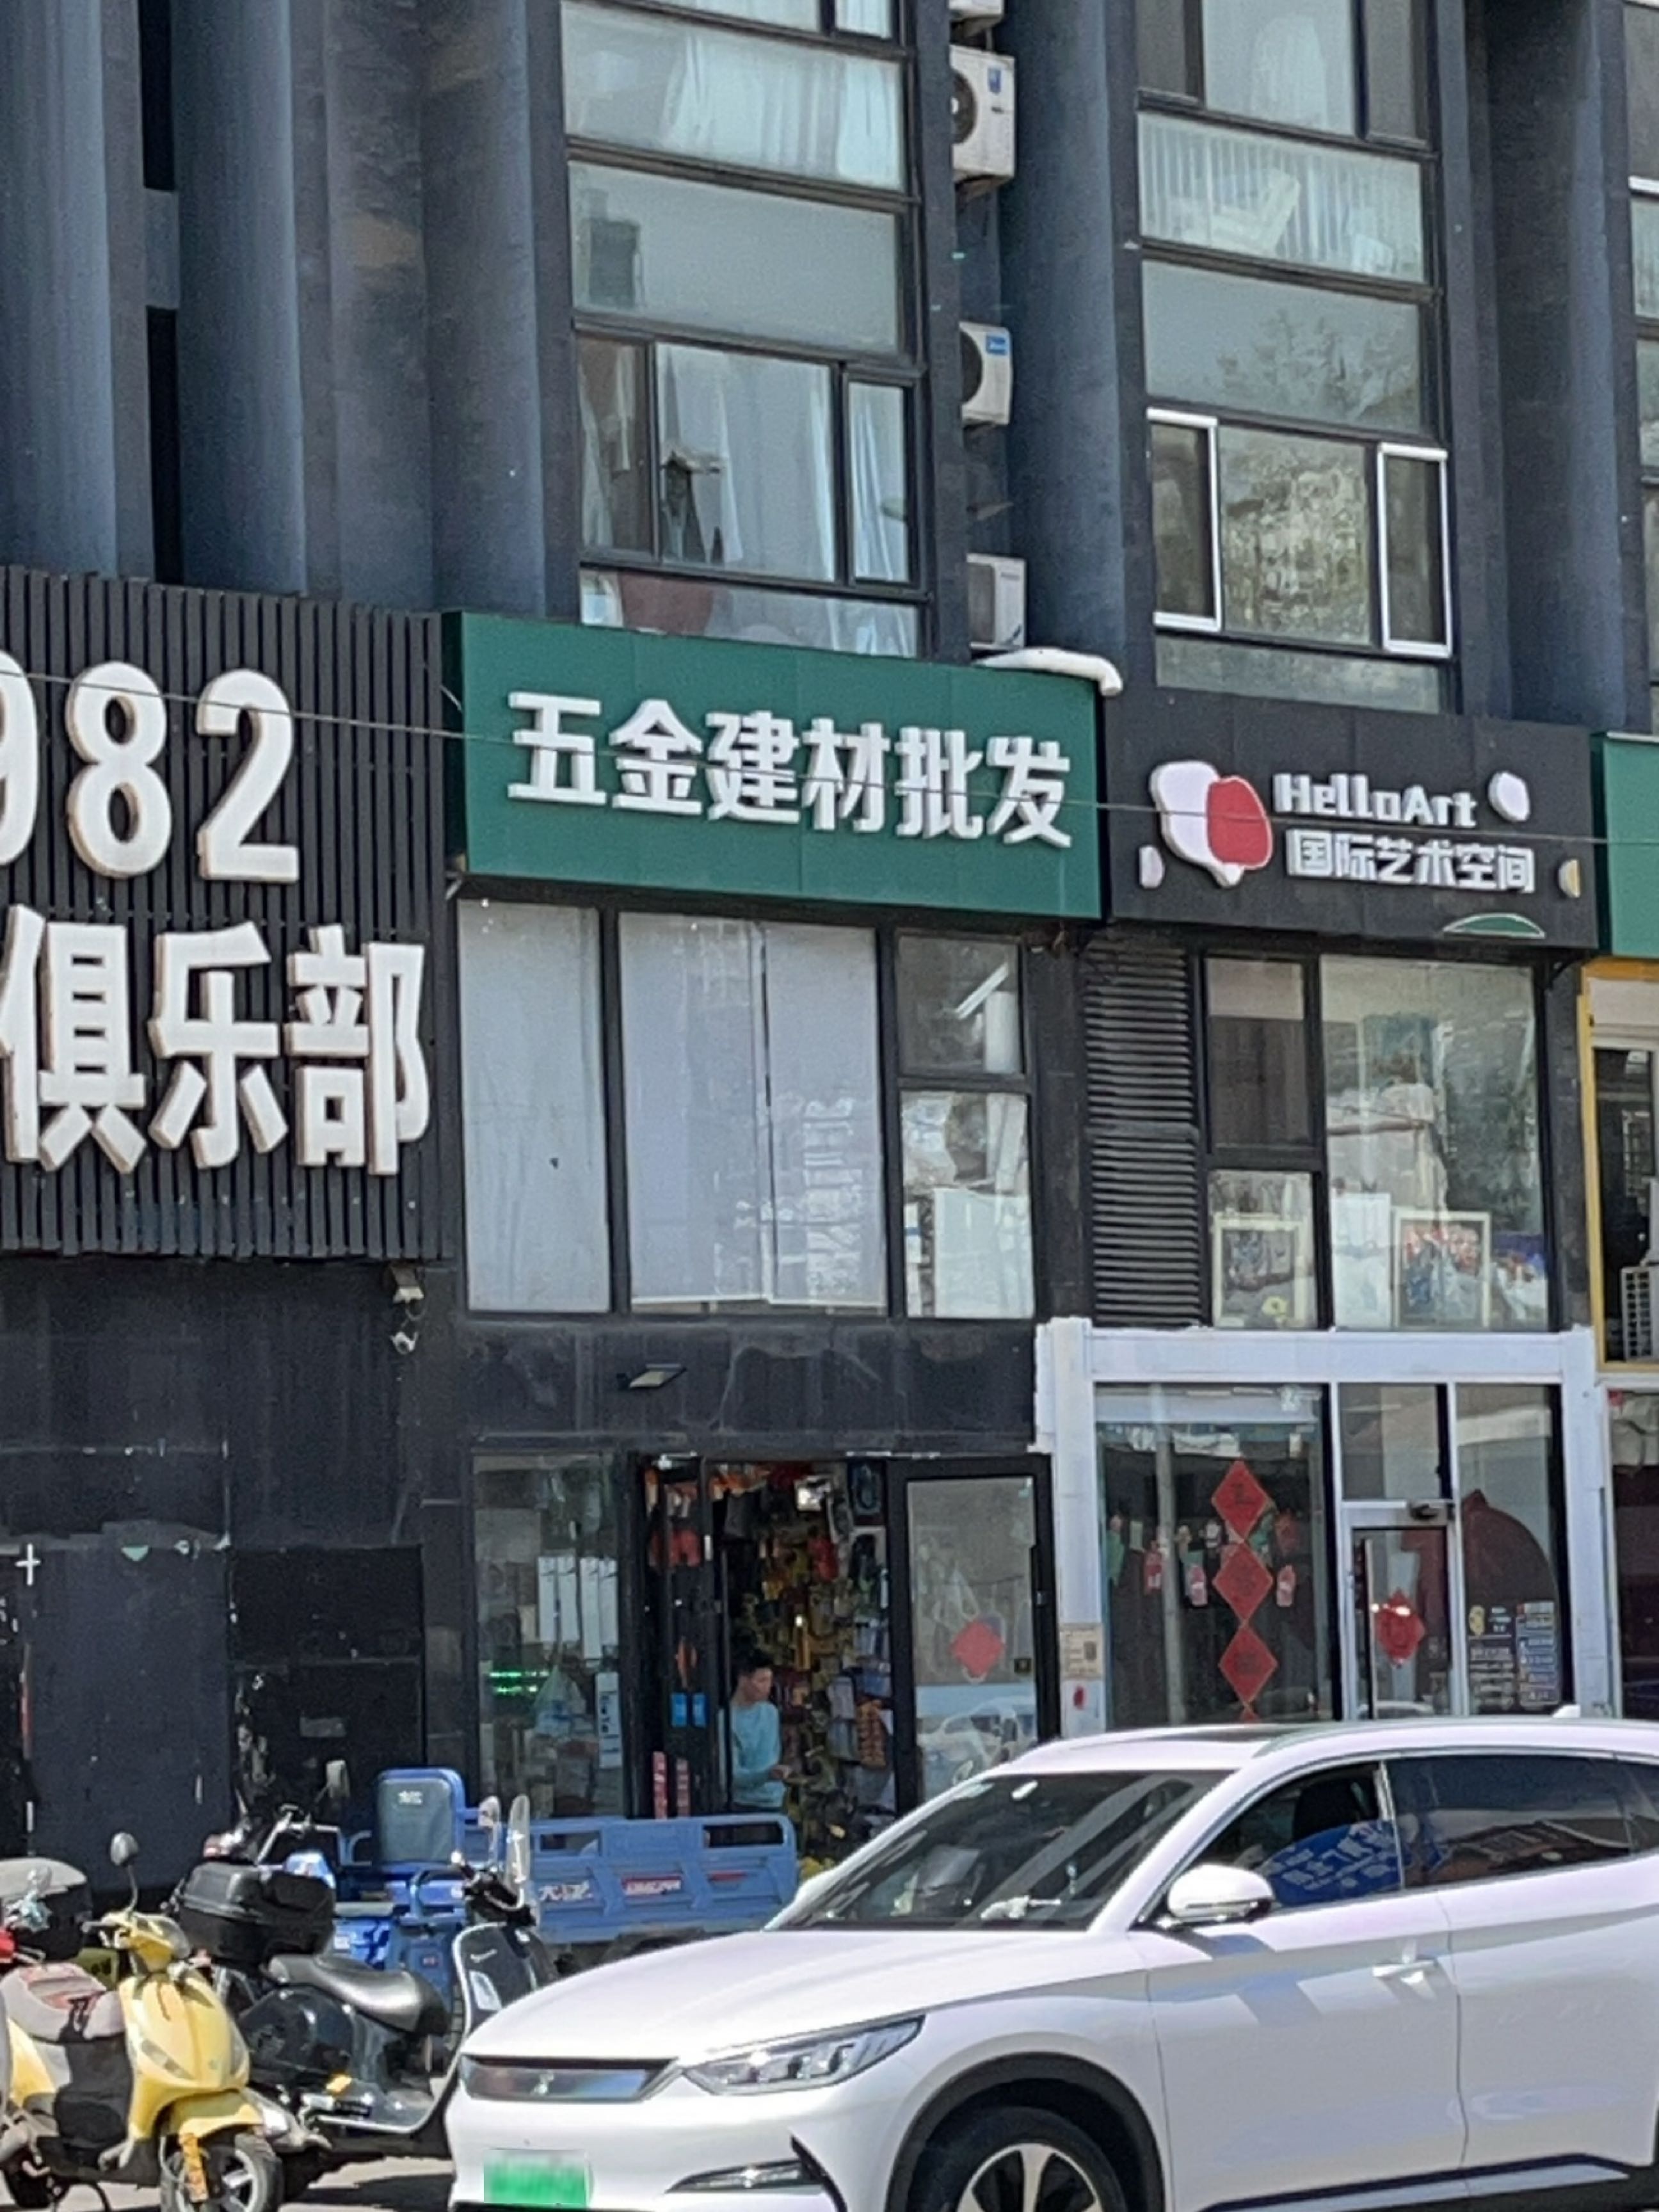 982
俱乐部
五金建材批发
HelloArt
国际艺术空间